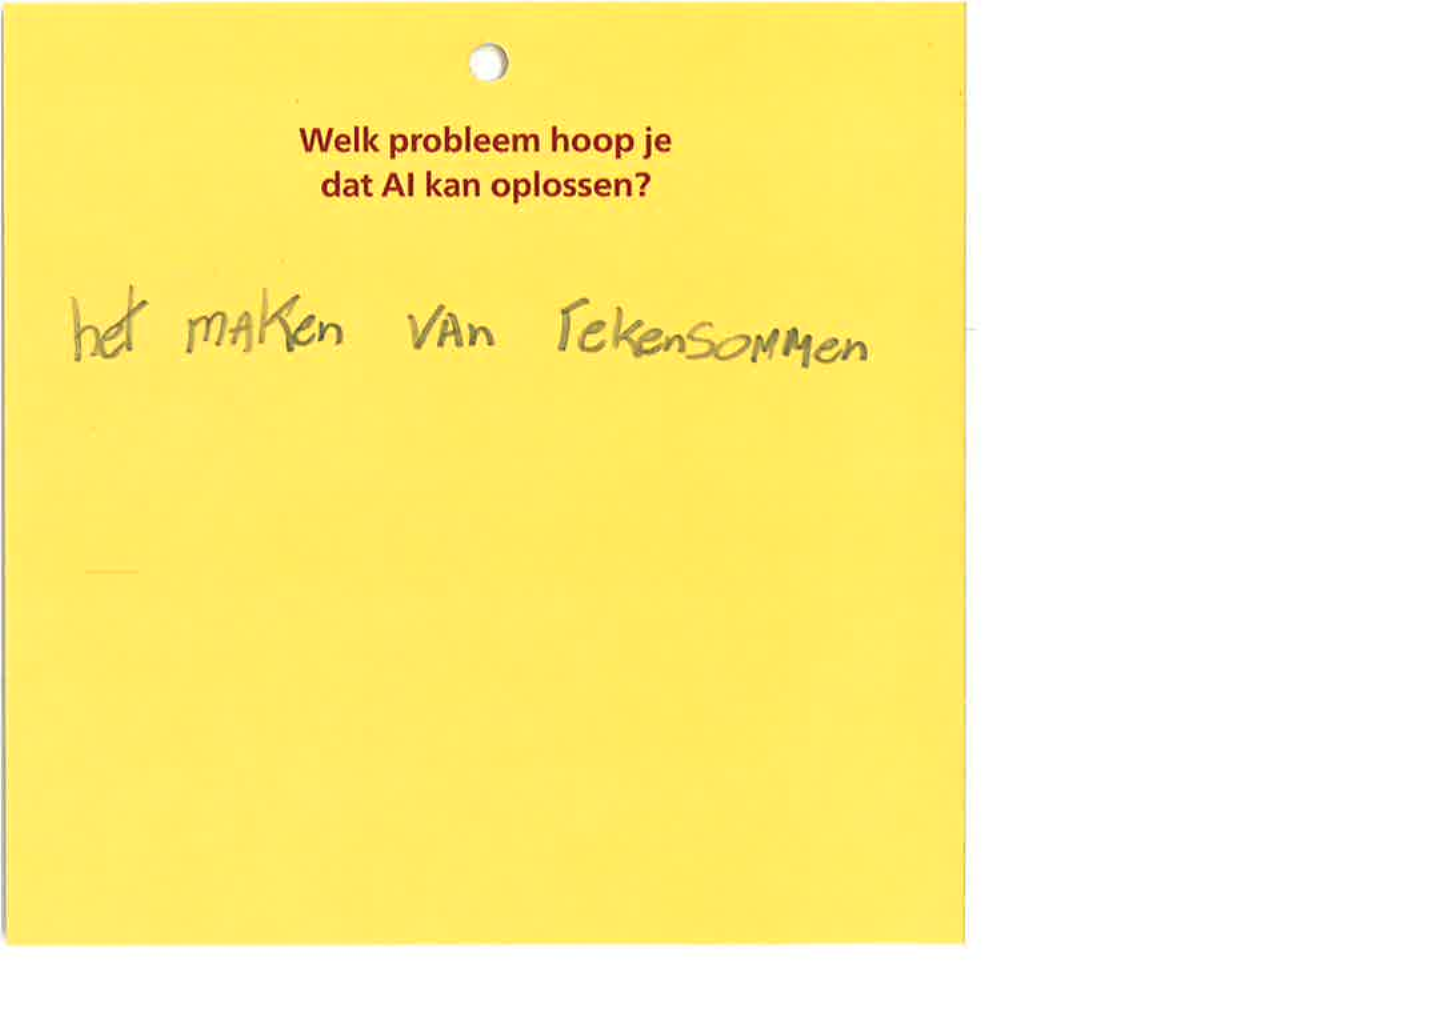 Welk probleem hoop je
dat AI kan oplossen?
het maken van rekensommen